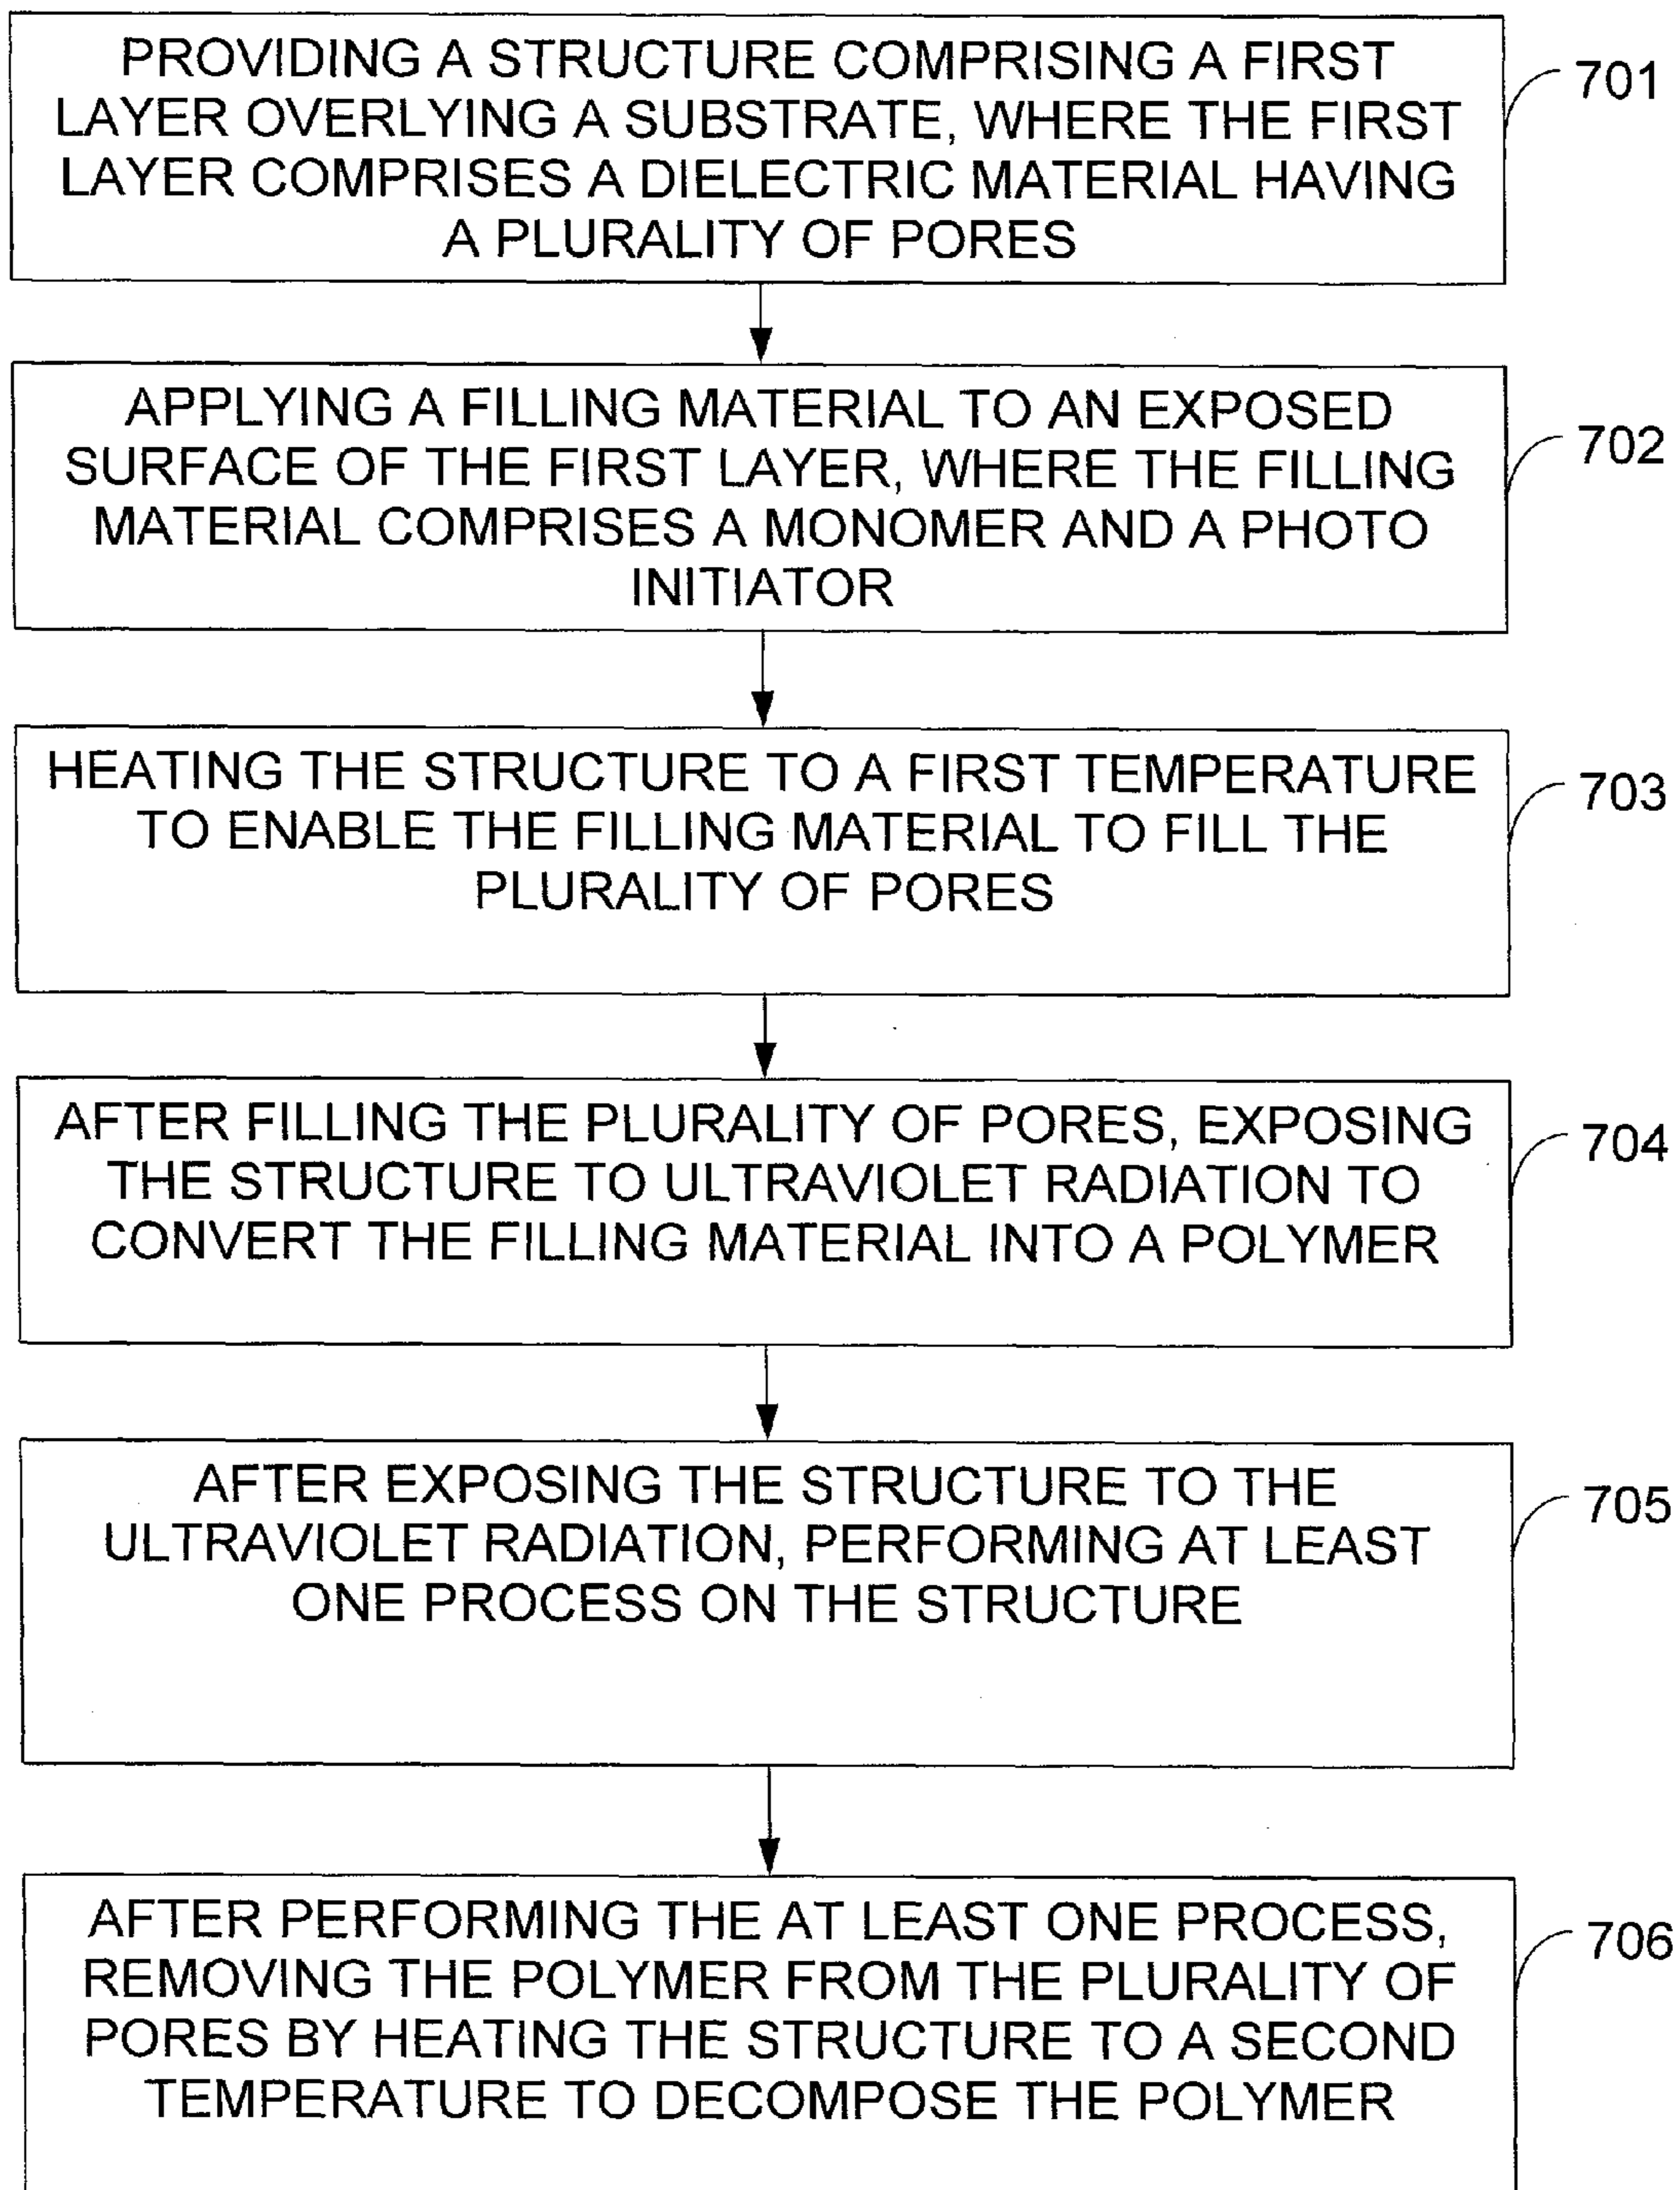 PROVIDING A STRUCTURE COMPRISING A FIRST
LAYER OVERLYING A SUBSTRATE, WHERE THE FIRST
LAYER COMPRISES A DIELECTRIC MATERIAL HAVING
A PLURALITY OF PORES
701
APPLYING A FILLING MATERIAL TO AN EXPOSED
SURFACE OF THE FIRST LAYER, WHERE THE FILLING
MATERIAL COMPRISES A MONOMER AND A PHOTO
INITIATOR
702
HEATING THE STRUCTURE TO A FIRST TEMPERATURE
TO ENABLE THE FILLING MATERIAL TO FILL THE
PLURALITY OF PORES
703
AFTER FILLING THE PLURALITY OF PORES, EXPOSING
THE STRUCTURE TO ULTRAVIOLET RADIATION TO
CONVERT THE FILLING MATERIAL INTO A POLYMER
704
AFTER EXPOSING THE STRUCTURE TO THE
ULTRAVIOLET RADIATION, PERFORMING AT LEAST
ONE PROCESS ON THE STRUCTURE
705
AFTER PERFORMING THE AT LEAST ONE PROCESS,
REMOVING THE POLYMER FROM THE PLURALITY OF
PORES BY HEATING THE STRUCTURE TO A SECOND
TEMPERATURE TO DECOMPOSE THE POLYMER
706